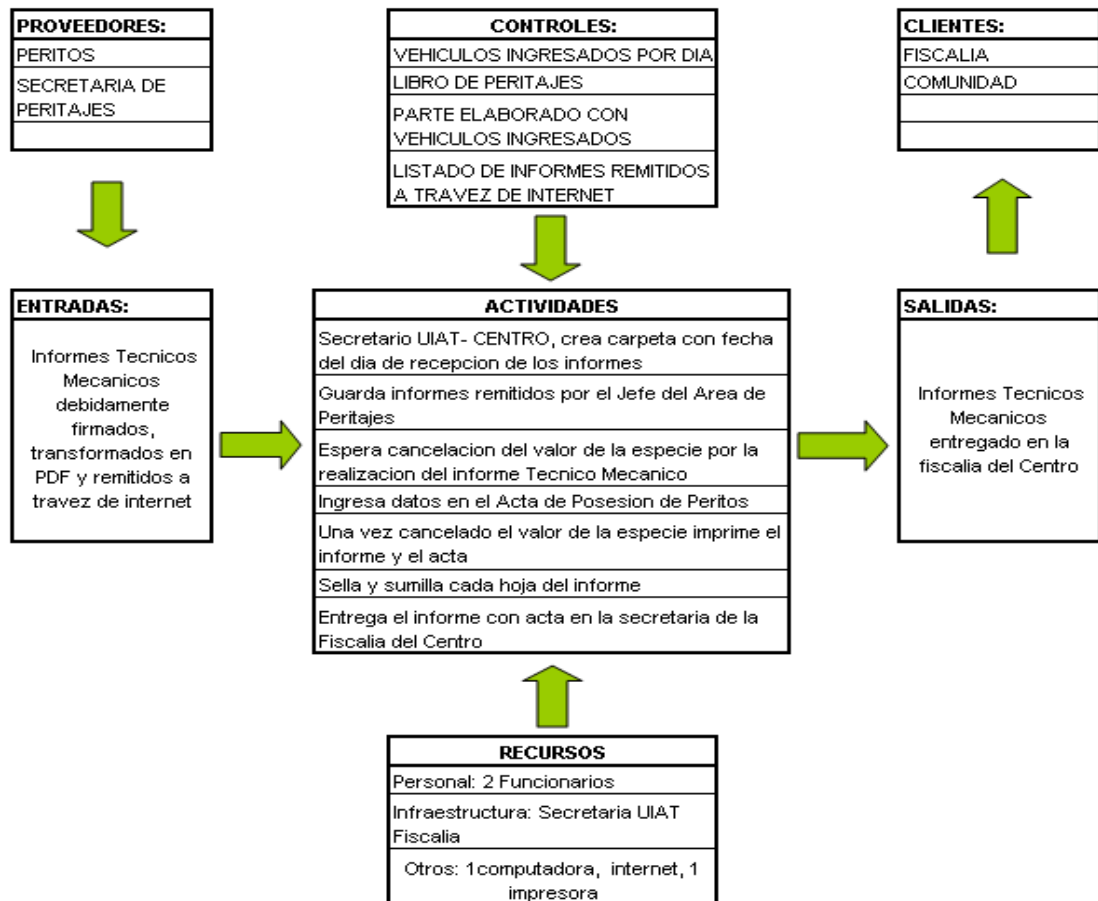 PROVEEDORES:
PERITOS
SECRETARIA DE
PERITAJES
CONTROLES:
VEHICULOS INGRESADOS POR DIA
LIBRO DE PERITAJES
PARTE ELABORADO CON
VEHICULOS INGRESADOS
LISTADO DE INFORMES REMITIDOS
A TRAVEZ DE INTERNET
CLIENTES:
FISCALIA
COMUNIDAD
ENTRADAS:
Informes Tecnicos
Mecanicos
debidamente
firmados,
transformados en
PDF y remitidos a
travez de internet
ACTIVIDADES
Secretario UIAT- CENTRO, crea carpeta con fecha
del dia de recepcion de los informes
Guarda informes remitidos por el Jefe del Area de
Peritajes
Espera cancelacion del valor de la especie por la
realizacion del informe Tecnico Mecanico
Ingresa datos en el Acta de Posesion de Peritos
Una vez cancelado el valor de la especie imprime el
informe y el acta
Sella y sumilla cada hoja del informe
Entrega el informe con acta en la secretaria de la
Fiscalia del Centro
SALIDAS:
Informes Tecnicos
Mecanicos
entregado en la
fiscalia del Centro
RECURSOS
Personal: 2 Funcionarios
Infraestructura: Secretaria UIAT
Fiscalia
Otros: 1computadora, internet, 1
impresora